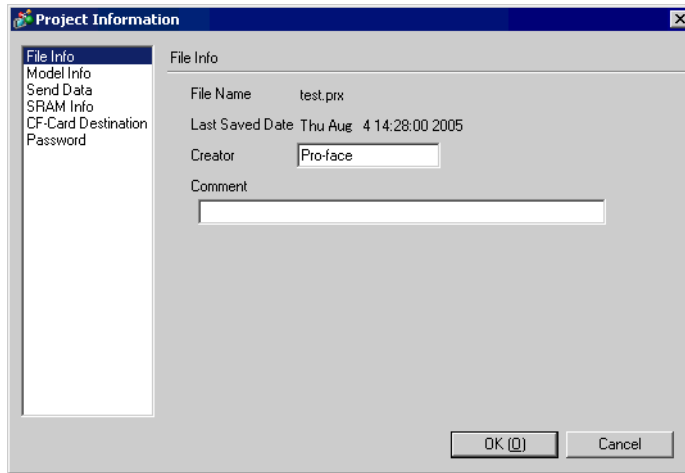 Project Information
File Info
Model Info
Send Data
SRAM Info
CF-Card Destination
Password
File Info
File Name test.prx
Last Saved Date Thu Aug 4 14:28:00 2005
Creator Pro-face
Comment
OK (O) Cancel